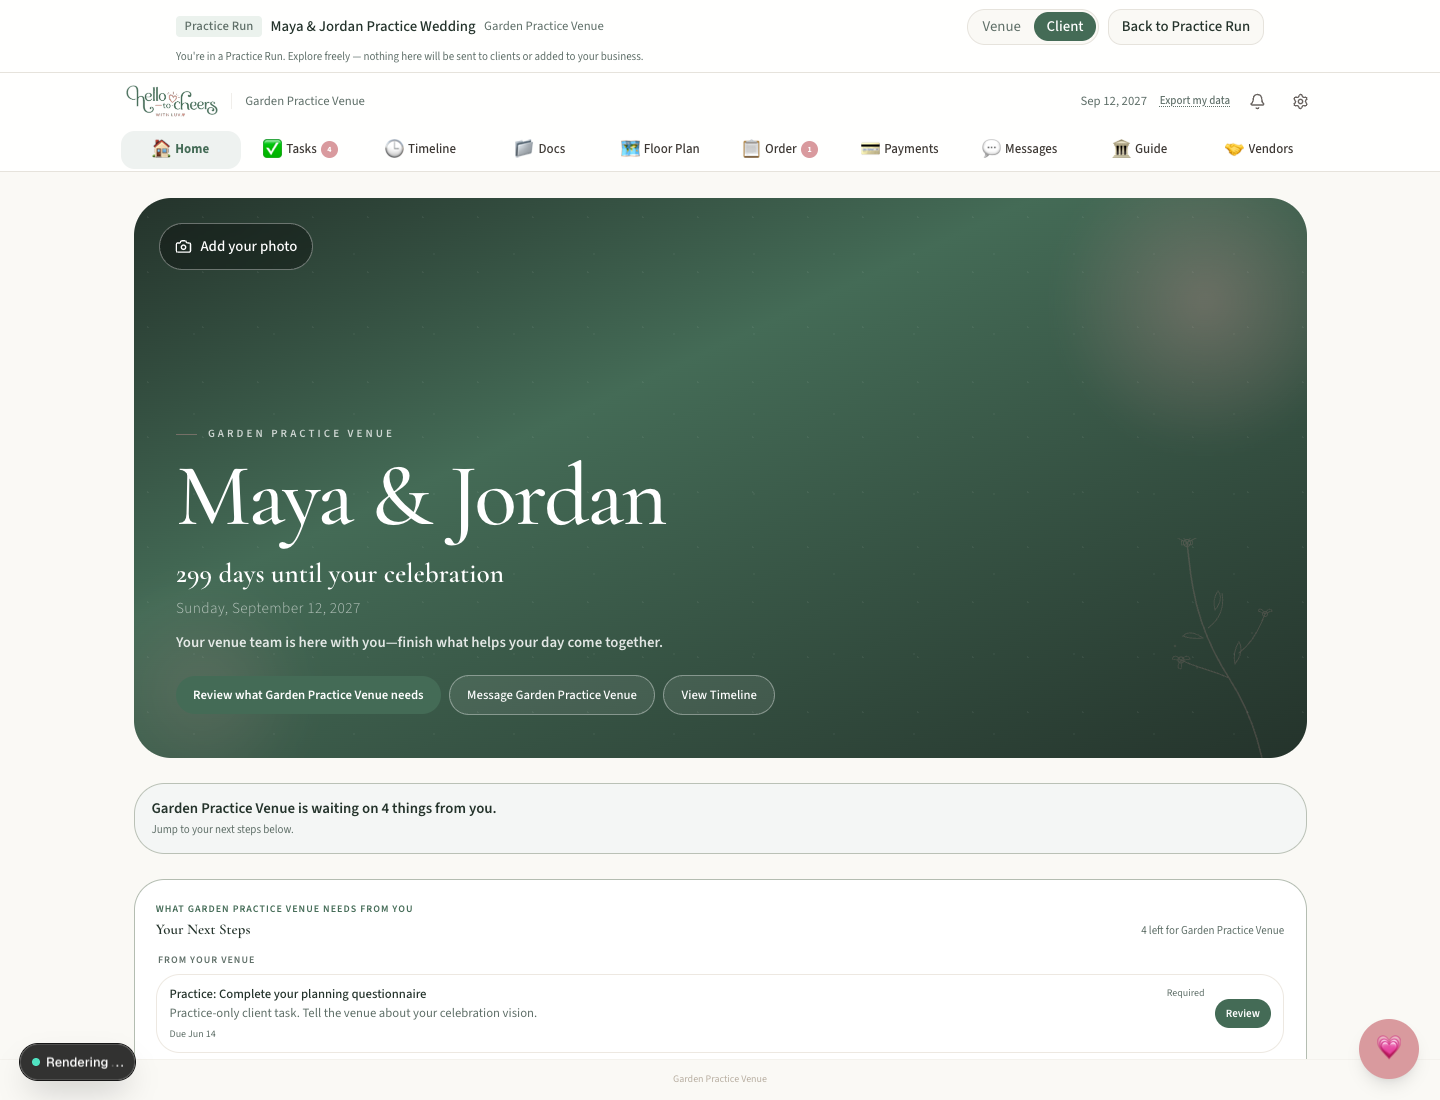 Practice Run Maya & Jordan Practice Wedding Garden Practice Venue
Venue Client Back to Practice Run
You're in a Practice Run. Explore freely — nothing here will be sent to clients or added to your business.
hello to cheers
WITH LUXIE
Garden Practice Venue
Sep 12, 2027 Export my data
Home Tasks 4 Timeline Docs Floor Plan Order 1 Payments Messages Guide Vendors
Add your photo
GARDEN PRACTICE VENUE
Maya & Jordan
299 days until your celebration
Sunday, September 12, 2027
Your venue team is here with you—finish what helps your day come together.
Review what Garden Practice Venue needs Message Garden Practice Venue View Timeline
Garden Practice Venue is waiting on 4 things from you.
Jump to your next steps below.
WHAT GARDEN PRACTICE VENUE NEEDS FROM YOU
Your Next Steps
4 left for Garden Practice Venue
FROM YOUR VENUE
Practice: Complete your planning questionnaire
Required
Practice-only client task. Tell the venue about your celebration vision.
Review
Due Jun 14
Rendering ...
Garden Practice Venue